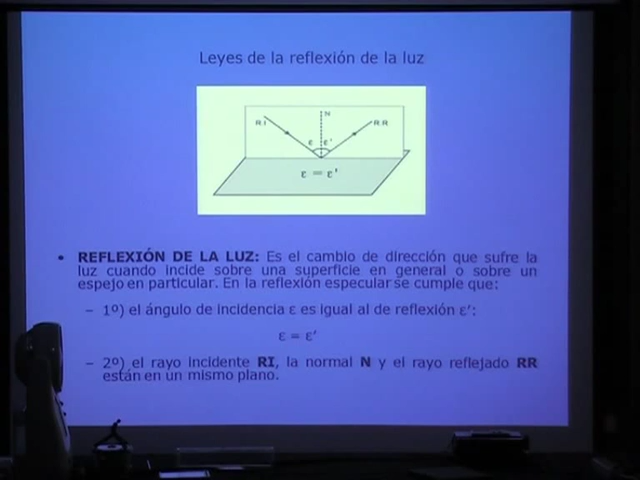 Leyes de la reflexión de la luz
N
RI
RR
ε
ε'
ε = ε'
• REFLEXIÓN DE LA LUZ: Es el cambio de dirección que sufre la
luz cuando incide sobre una superficie en general o sobre un
espejo en particular. En la reflexión especular se cumple que:
– 1º) el ángulo de incidencia ε es igual al de reflexión ε':
ε = ε'
– 2º) el rayo incidente RI, la normal N y el rayo reflejado RR
están en un mismo plano.